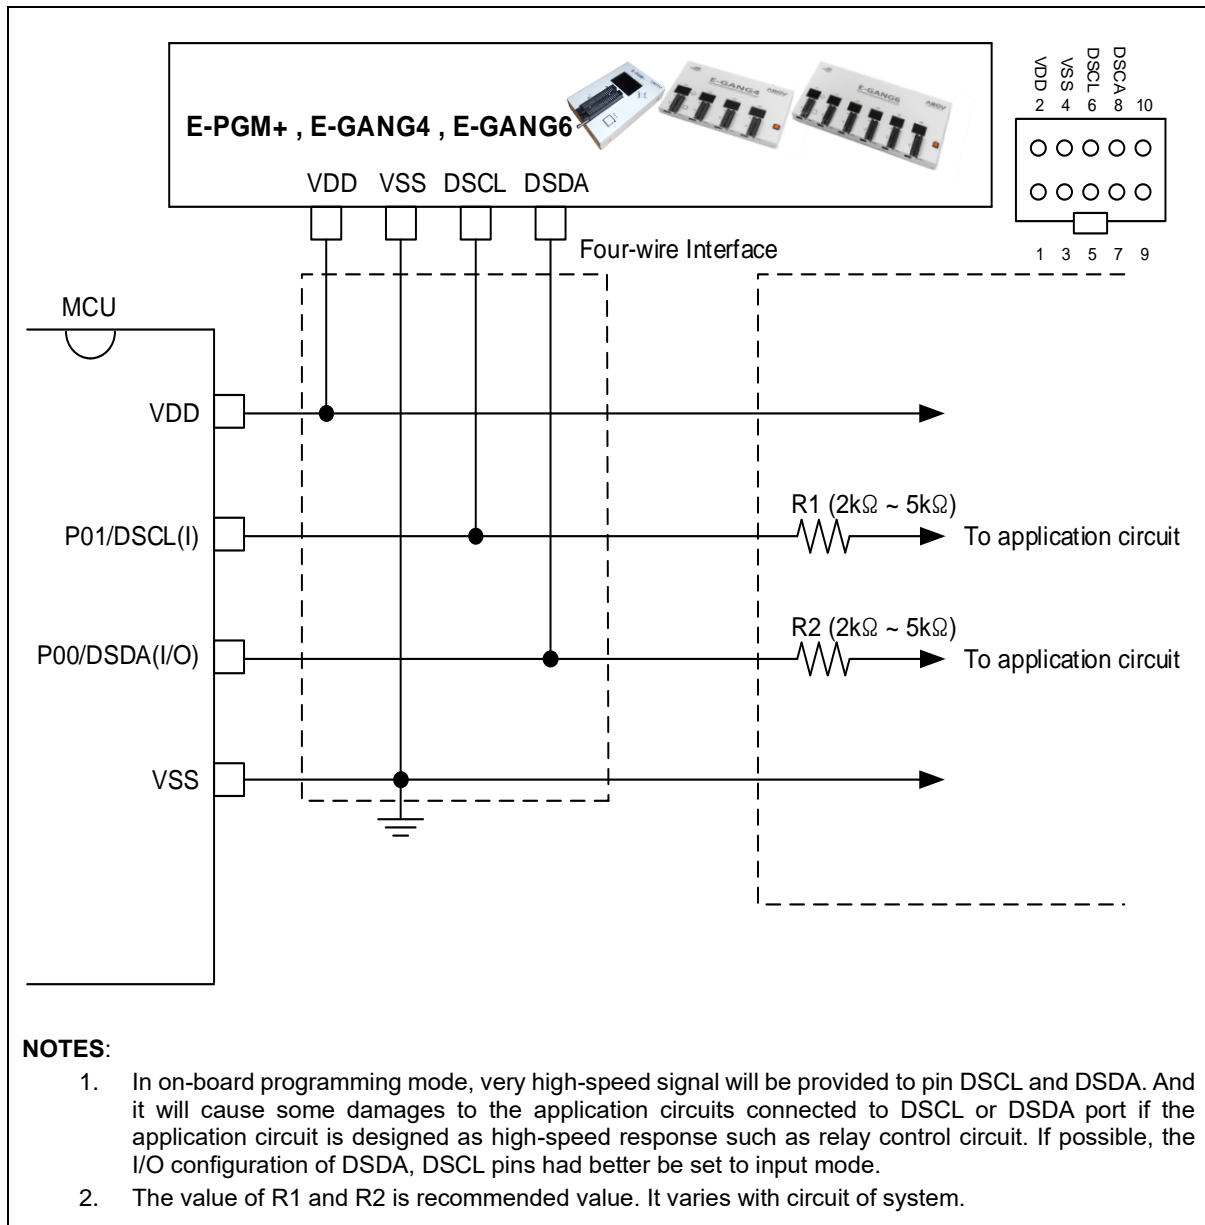 VDD
VSS
DSCL
DSCA
2 4 6 8 10
E-GANG4
E-GANG6
E-PGM+ , E-GANG4 , E-GANG6
VDD VSS DSCL DSDA
Four-wire Interface
1 3 5 7 9
MCU
VDD
R1 (2kΩ ~ 5kΩ)
P01/DSCL(I)
To application circuit
R2 (2kΩ ~ 5kΩ)
P00/DSDA(I/O)
To application circuit
VSS
NOTES:
1. In on-board programming mode, very high-speed signal will be provided to pin DSCL and DSDA. And
it will cause some damages to the application circuits connected to DSCL or DSDA port if the
application circuit is designed as high-speed response such as relay control circuit. If possible, the
I/O configuration of DSDA, DSCL pins had better be set to input mode.
2. The value of R1 and R2 is recommended value. It varies with circuit of system.